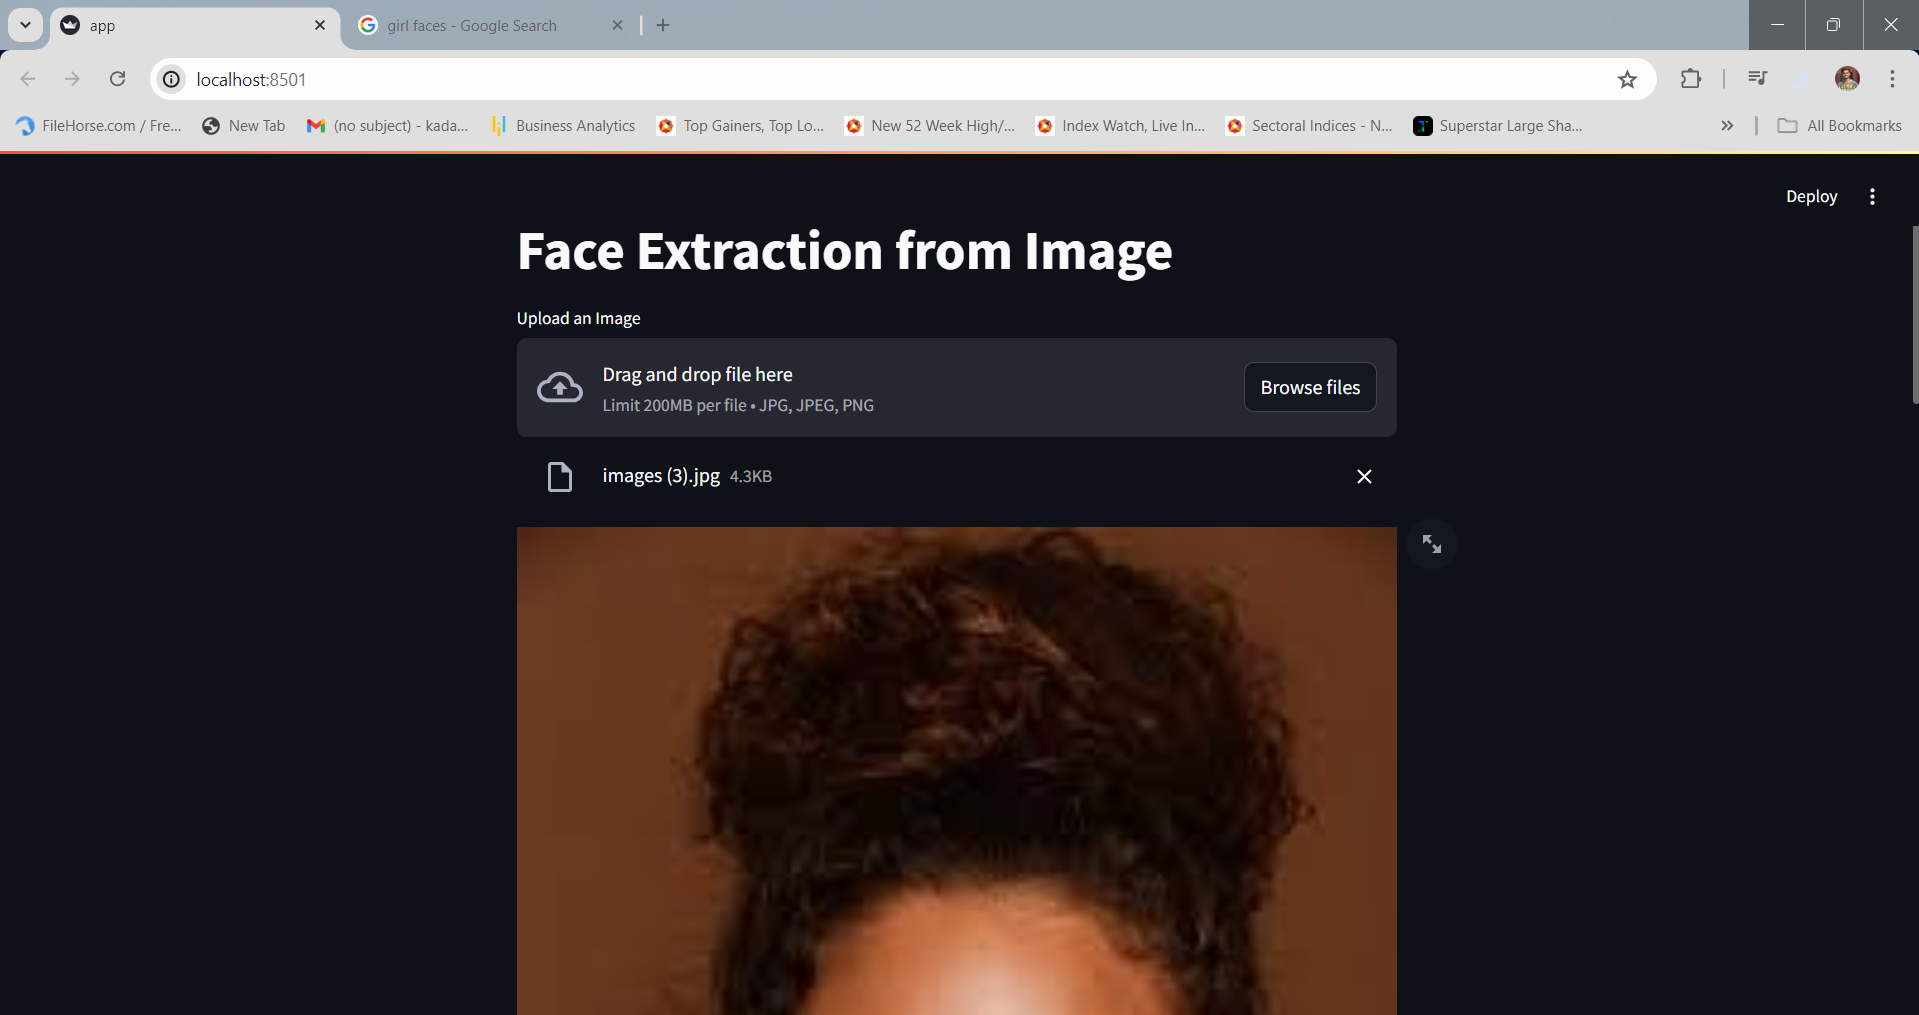 app
girl faces - Google Search
localhost:8501
FileHorse.com / Fre...
New Tab
(no subject) - kada...
Business Analytics
Top Gainers, Top Lo...
New 52 Week High/...
Index Watch, Live In...
Sectoral Indices - N...
Superstar Large Sha...
All Bookmarks
Deploy
Face Extraction from Image
Upload an Image
Drag and drop file here
Limit 200MB per file • JPG, JPEG, PNG
Browse files
images (3).jpg 4.3KB